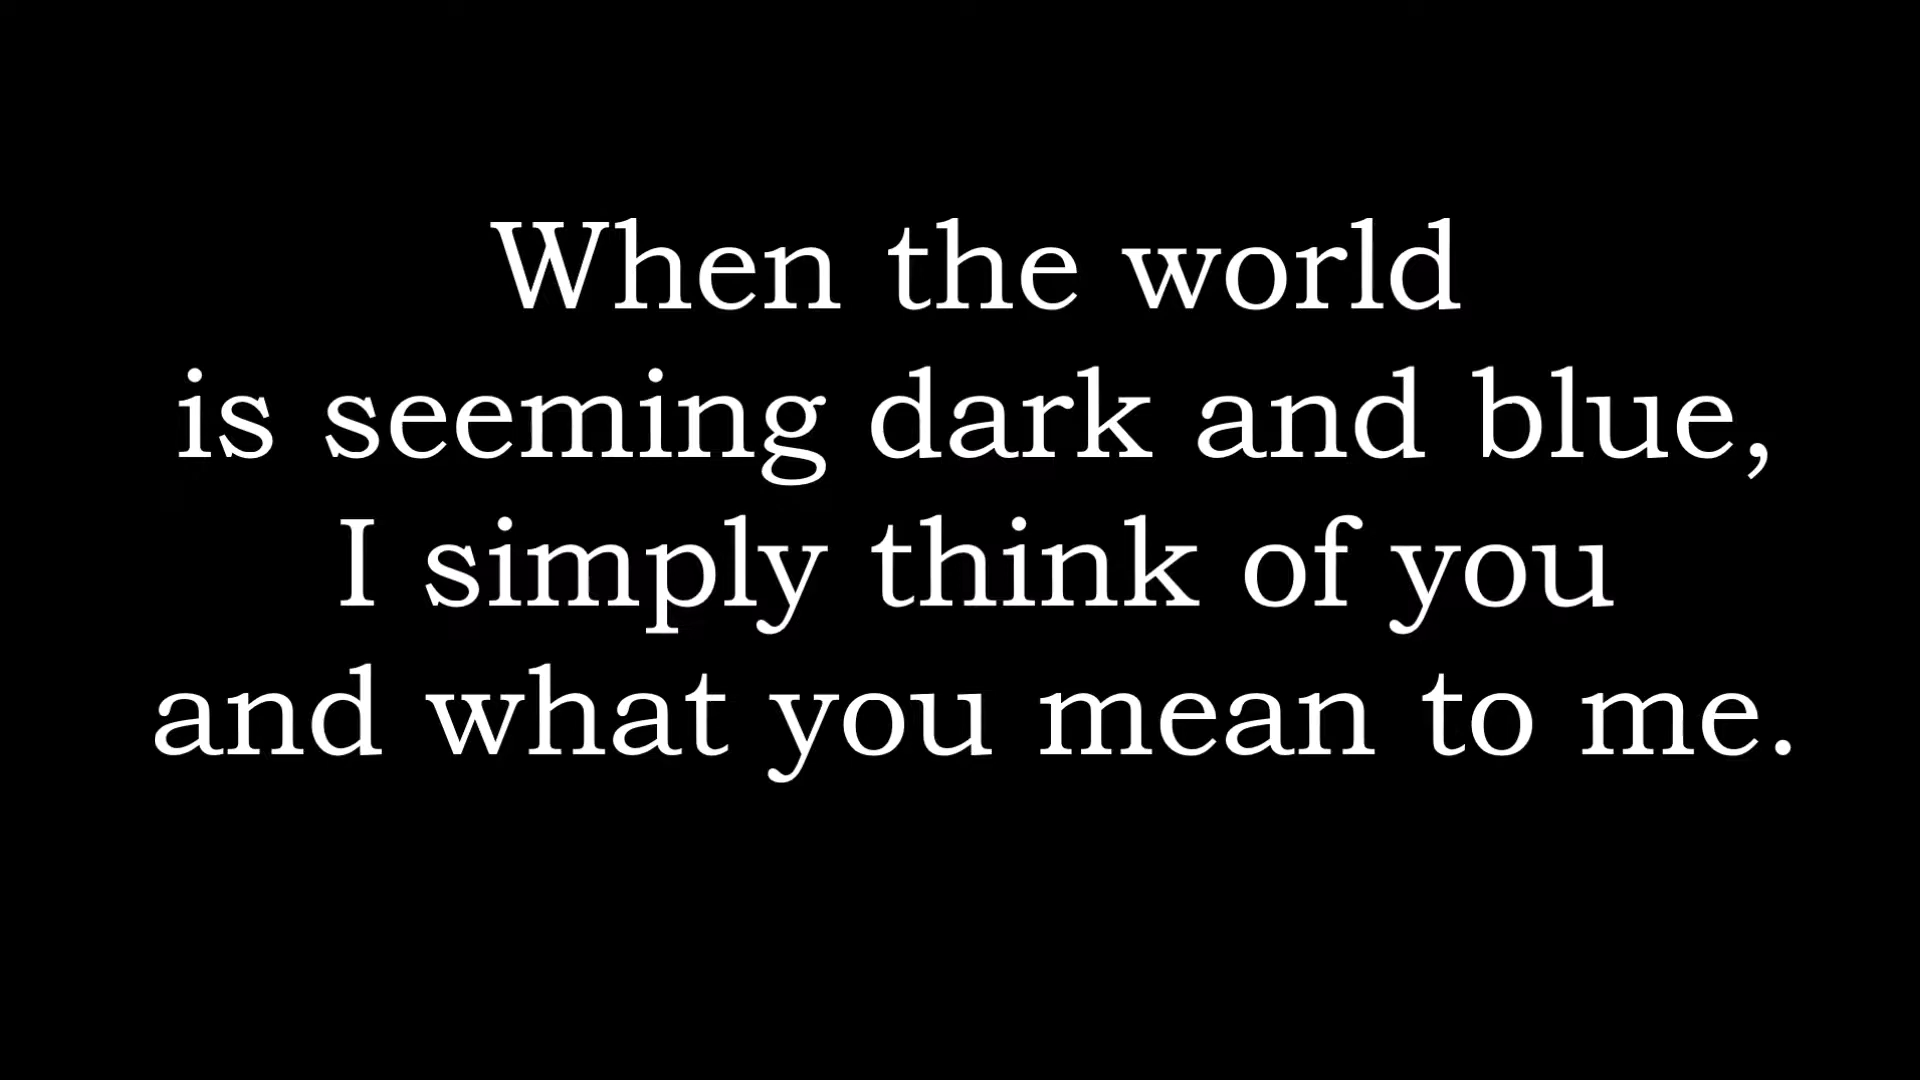 When the world
is seeming dark and blue,
I simply think of you
and what you mean to me.